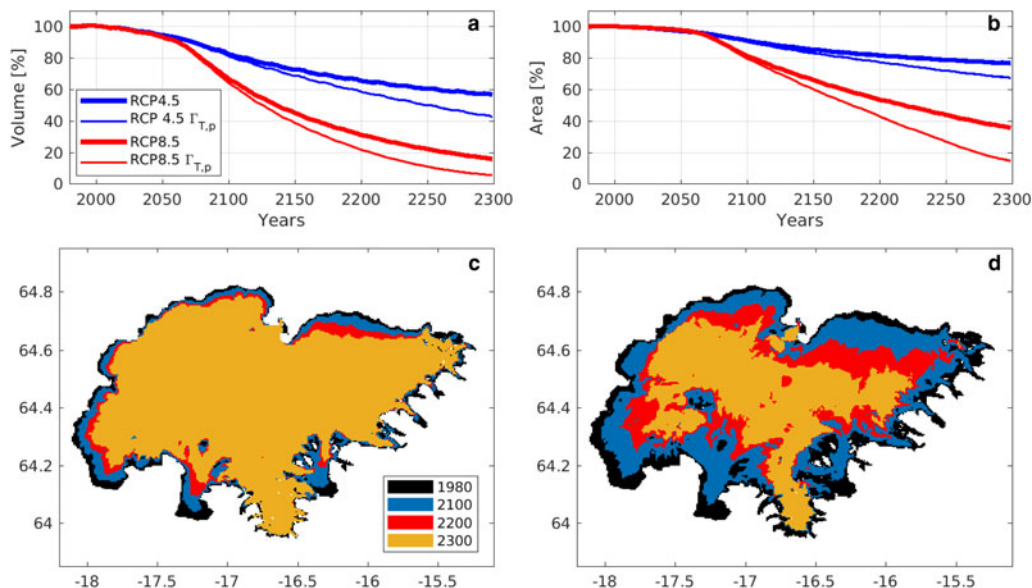 a
Volume [%]
100
80
60
40
20
0
RCP4.5
RCP 4.5 Γ_T,p
RCP8.5
RCP8.5 Γ_T,p
2000 2050 2100 2150 2200 2250 2300
Years
b
Area [%]
100
80
60
40
20
0
2000 2050 2100 2150 2200 2250 2300
Years
c
64.8
64.6
64.4
64.2
64
1980
2100
2200
2300
-18 -17.5 -17 -16.5 -16 -15.5
d
64.8
64.6
64.4
64.2
64
-18 -17.5 -17 -16.5 -16 -15.5